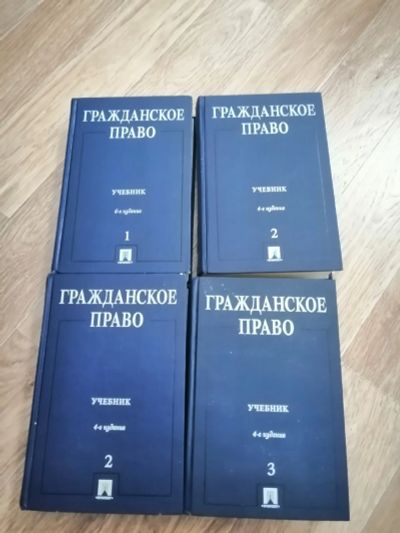 ГРАЖДАНСКОЕ
ПРАВО
УЧЕБНИК
6-е издание
1
ГРАЖДАНСКОЕ
ПРАВО
УЧЕБНИК
4-е издание
2
ГРАЖДАНСКОЕ
ПРАВО
УЧЕБНИК
4-е издание
2
ГРАЖДАНСКОЕ
ПРАВО
УЧЕБНИК
4-е издание
3